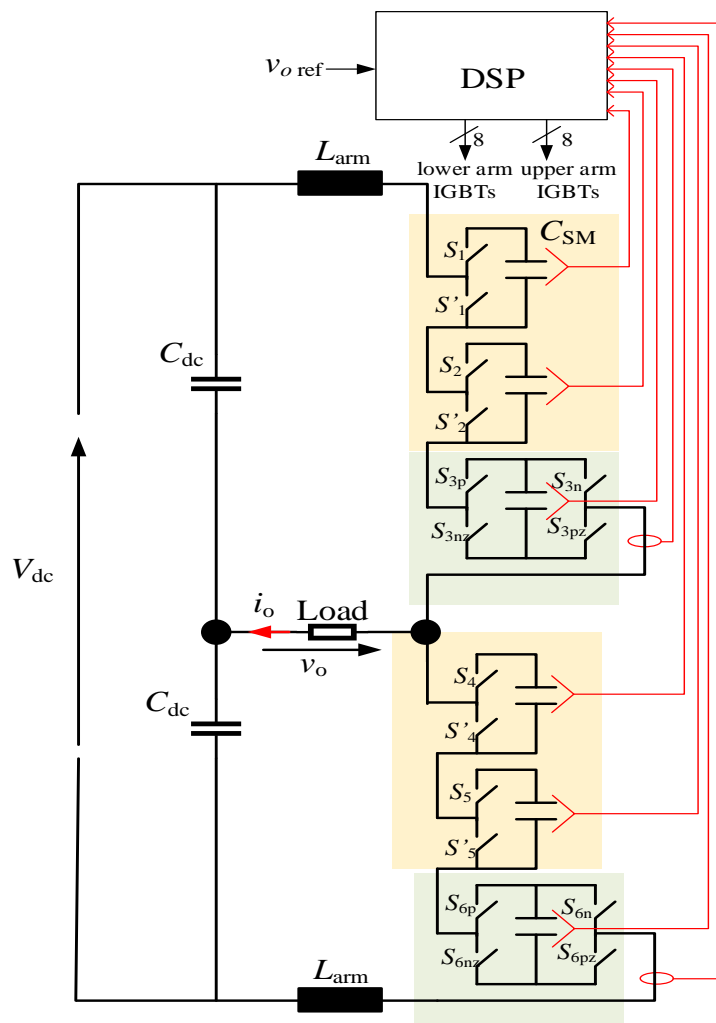 DSP
v_o ref
8
8
lower arm
IGBTs
upper arm
IGBTs
L_arm
C_SM
S_1
S'_1
C_dc
S_2
S'_2
S_3p
S_3n
S_3nz
S_3pz
V_dc
i_o
Load
v_o
S_4
C_dc
S'_4
S_5
S'_5
S_6p
S_6n
S_6nz
S_6pz
L_arm